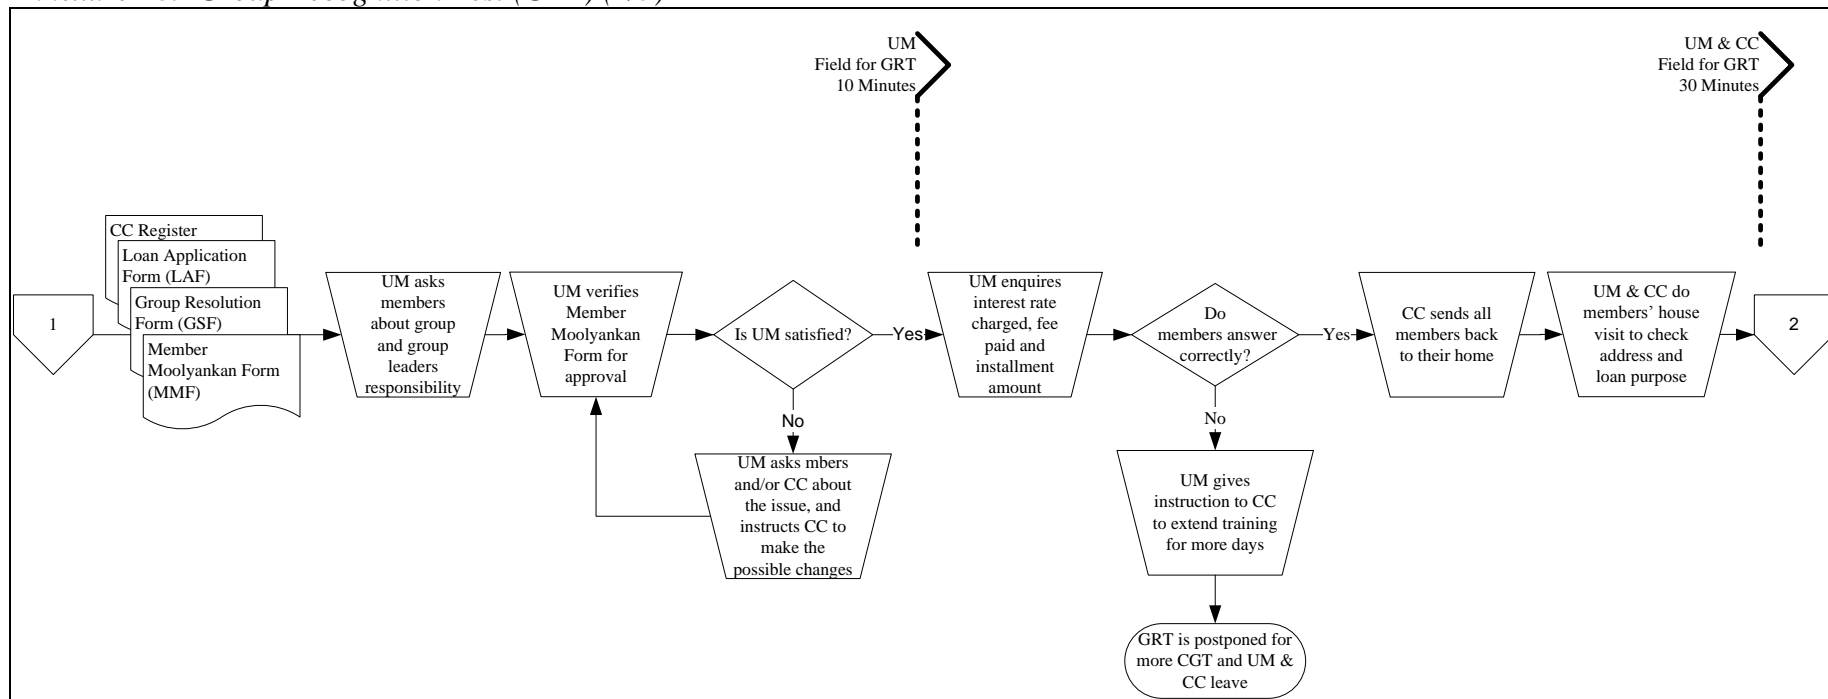 Group Recognition Test (GRT)
UM
Field for GRT
10 Minutes
UM & CC
Field for GRT
30 Minutes
1
CC Register
Loan Application
Form (LAF)
Group Resolution
Form (GSF)
Member
Moolyankan Form
(MMF)
UM asks
members
about group
and group
leaders
responsibility
UM verifies
Member
Moolyankan
Form for
approval
Is UM satisfied?
Yes
No
UM asks mbers
and/or CC about
the issue, and
instructs CC to
make the
possible changes
UM enquires
interest rate
charged, fee
paid and
installment
amount
Do
members answer
correctly?
Yes
No
UM gives
instruction to CC
to extend training
for more days
GRT is postponed for
more CGT and UM &
CC leave
CC sends all
members back
to their home
UM & CC do
members’ house
visit to check
address and
loan purpose
2